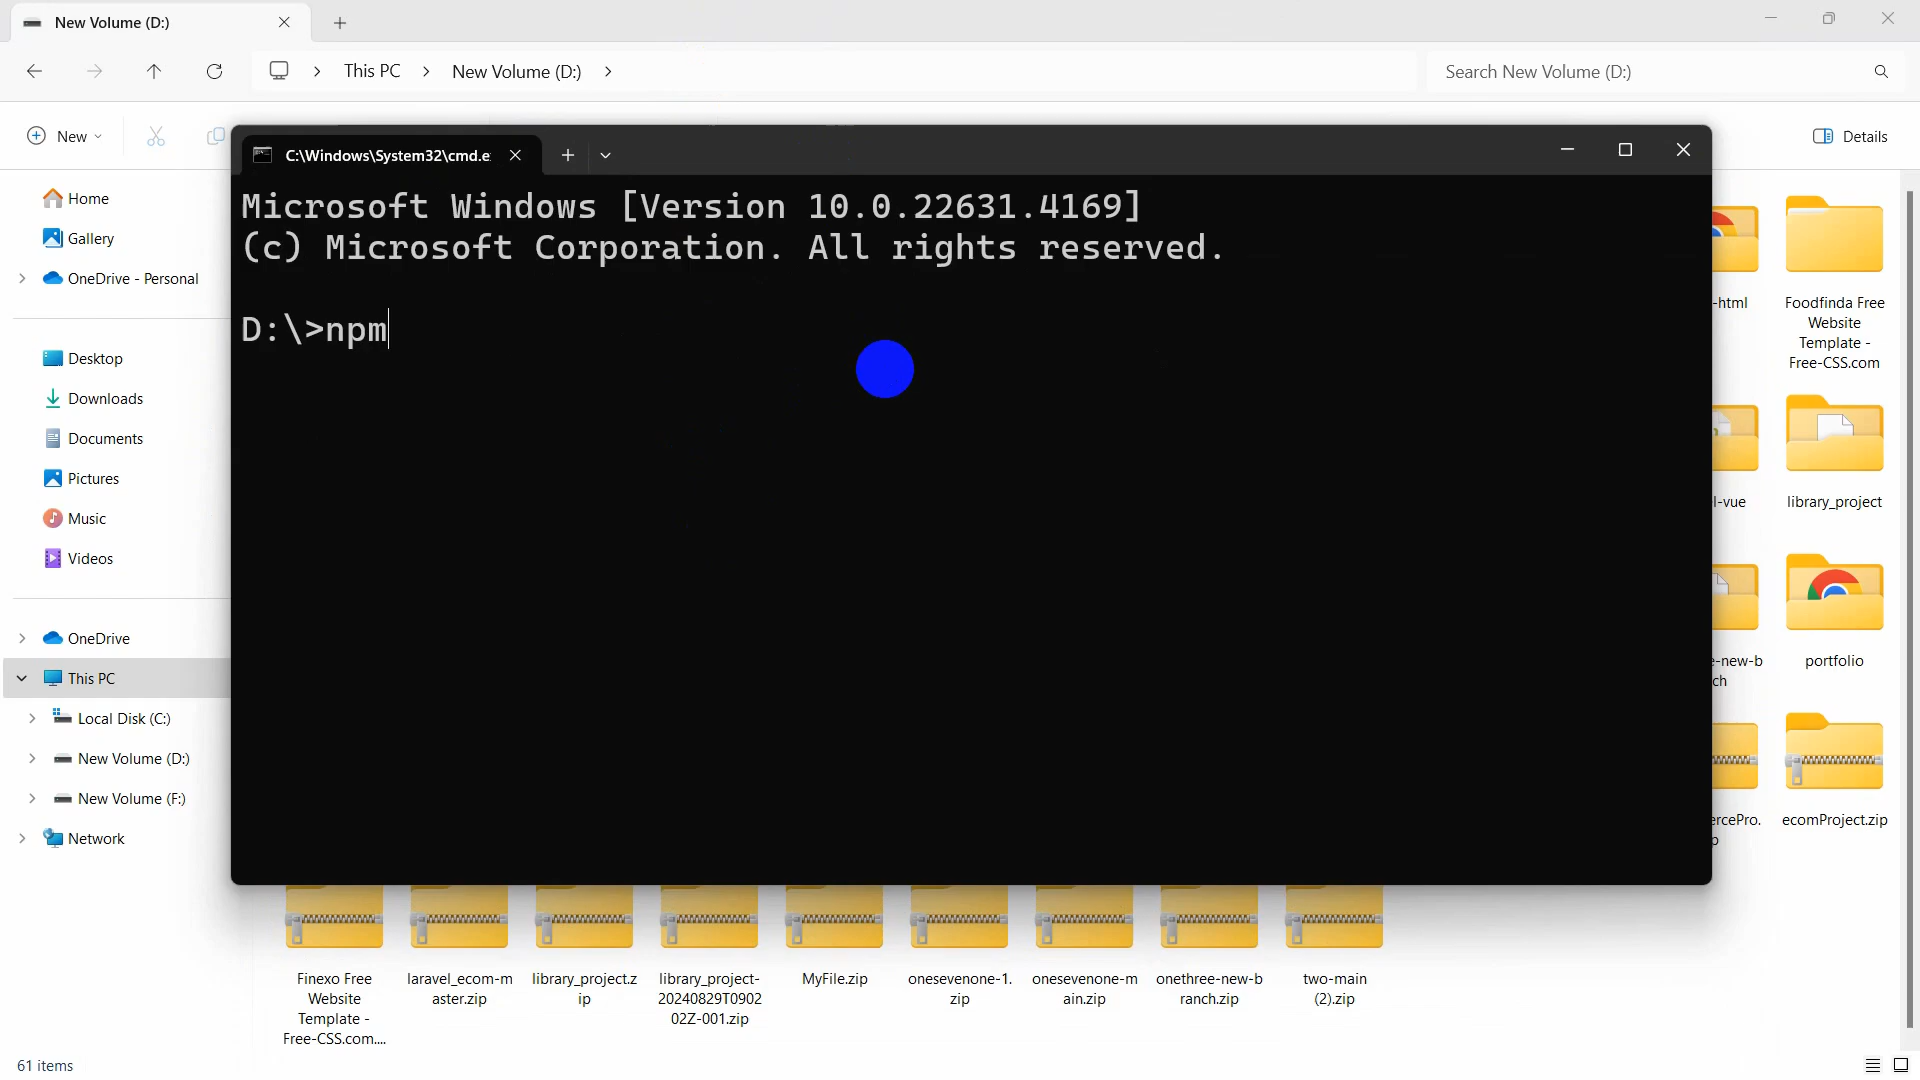 New Volume (D:)
This PC
New Volume (D:)
Search New Volume (D:)
New
Details
C:\Windows\System32\cmd.e
Microsoft Windows [Version 10.0.22631.4169]
(c) Microsoft Corporation. All rights reserved.
D:\>npm
Home
Gallery
OneDrive - Personal
Desktop
Downloads
Documents
Pictures
Music
Videos
OneDrive
This PC
Local Disk (C:)
New Volume (D:)
New Volume (F:)
Network
-html
Foodfinda Free
Website
Template -
Free-CSS.com
l-vue
library_project
e-new-b
ch
portfolio
ercePro.
p
ecomProject.zip
Finexo Free
Website
Template -
Free-CSS.com....
laravel_ecom-m
aster.zip
library_project.z
ip
library_project-
20240829T0902
02Z-001.zip
MyFile.zip
onesevenone-1.
zip
onesevenone-m
ain.zip
onethree-new-b
ranch.zip
two-main
(2).zip
61 items